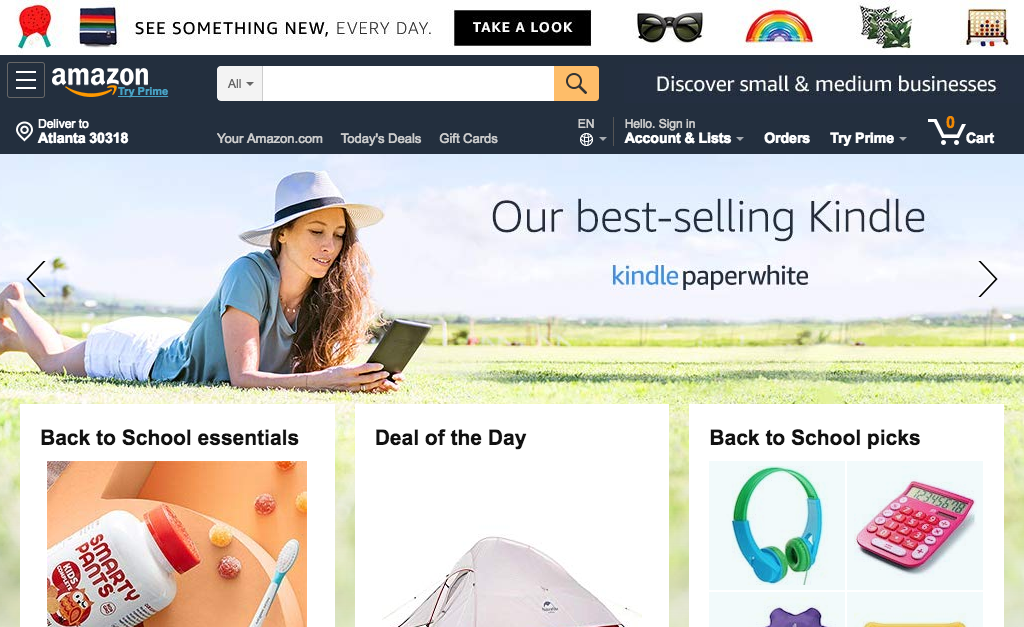 SEE SOMETHING NEW, EVERY DAY.
TAKE A LOOK
amazon
Try Prime
All
Discover small & medium businesses
Deliver to
Atlanta 30318
Your Amazon.com
Today's Deals
Gift Cards
EN
Hello. Sign in
Account & Lists
Orders
Try Prime
0
Cart
Our best-selling Kindle
kindle paperwhite
Back to School essentials
SMARTY
PANTS
KIDS
COMPLETE
Deal of the Day
Back to School picks
12345678